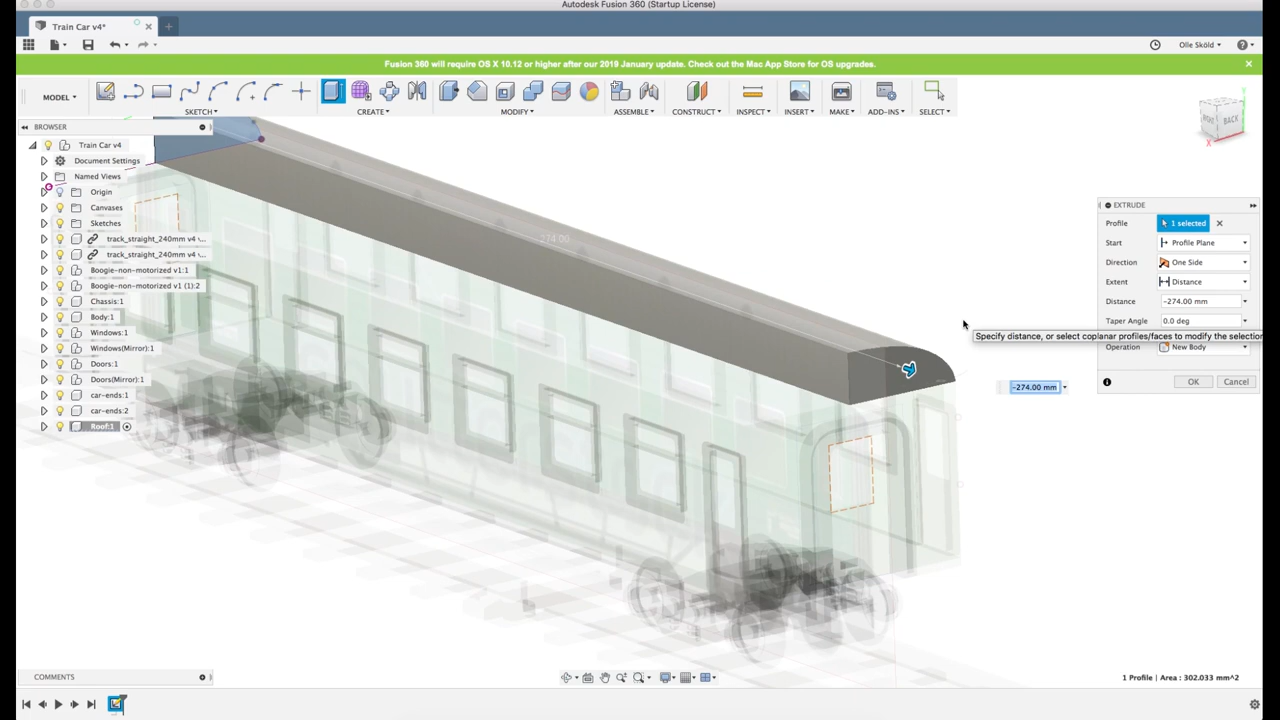 Autodesk Fusion 360 (Startup License)
Train Car v4*
Olle Sköld
Fusion 360 will require OS X 10.12 or higher after our 2019 January update. Check out the Mac App Store for OS upgrades.
MODEL
SKETCH
CREATE
MODIFY
ASSEMBLE
CONSTRUCT
INSPECT
INSERT
MAKE
ADD-INS
SELECT
BROWSER
Train Car v4
Document Settings
Named Views
Origin
Canvases
Sketches
track_straight_240mm v4 \...
track_straight_240mm v4 \...
Boogie-non-motorized v1:1
Boogie-non-motorized v1 (1):2
Chassis:1
Body:1
Windows:1
Windows(Mirror):1
Doors:1
Doors(Mirror):1
car-ends:1
car-ends:2
Roof:1
274.00
BACK
X
EXTRUDE
Profile 1 selected
Start Profile Plane
Direction One Side
Extent Distance
Distance -274.00 mm
Taper Angle 0.0 deg
Specify distance, or select coplanar profiles/faces to modify the selection
Operation New Body
OK Cancel
-274.00 mm
COMMENTS
1 Profile | Area : 302.033 mm^2